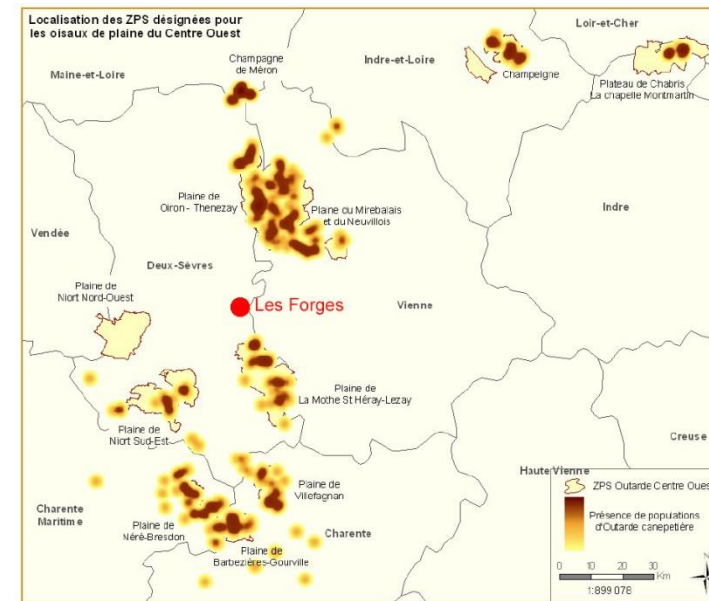 Localisation des ZPS désignées pour
les oisaux de plaine du Centre Ouest
Loir-et-Cher
Champagne
de Méron
Indre-et-Loire
Maine-et-Loire
Champeigne
Plateau de Chabris
La chapelle Montmartin
Plaine de
Oiron - Thenezay
Plaine du Mirebalais
et du Neuvillois
Indre
Vendée
Deux-Sèvres
Plaine de
Niort Nord-Ouest
Les Forges
Vienne
Plaine de
La Mothe St Héray-Lezay
Plaine de
Niort Sud-Est
Creuse
Haute Vienne
Plaine de
Villefagnan
Charente
Maritime
Plaine de
Néré-Bresdon
Charente
Plaine de
Barbezières-Gourville
ZPS Outarde Centre Oues
Présence de populations
d'Outarde canepetière
0 10 20 30
Km
1:899 078
N